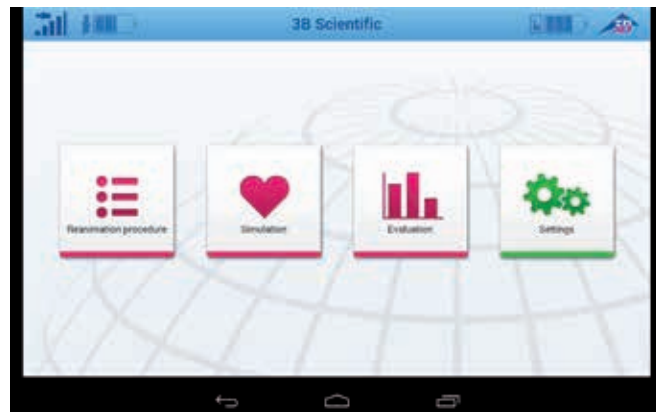 3B Scientific
Reanimation procedure
Simulation
Evaluation
Settings